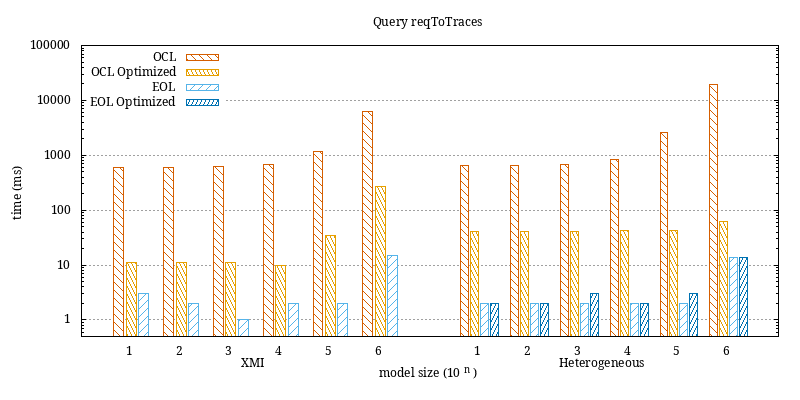 Query reqToTraces
100000
10000
1000
100
10
1
time (ms)
OCL
OCL Optimized
EOL
EOL Optimized
1 2 3 4 5 6 1 2 3 4 5 6
XMI Heterogeneous
model size (10 n )